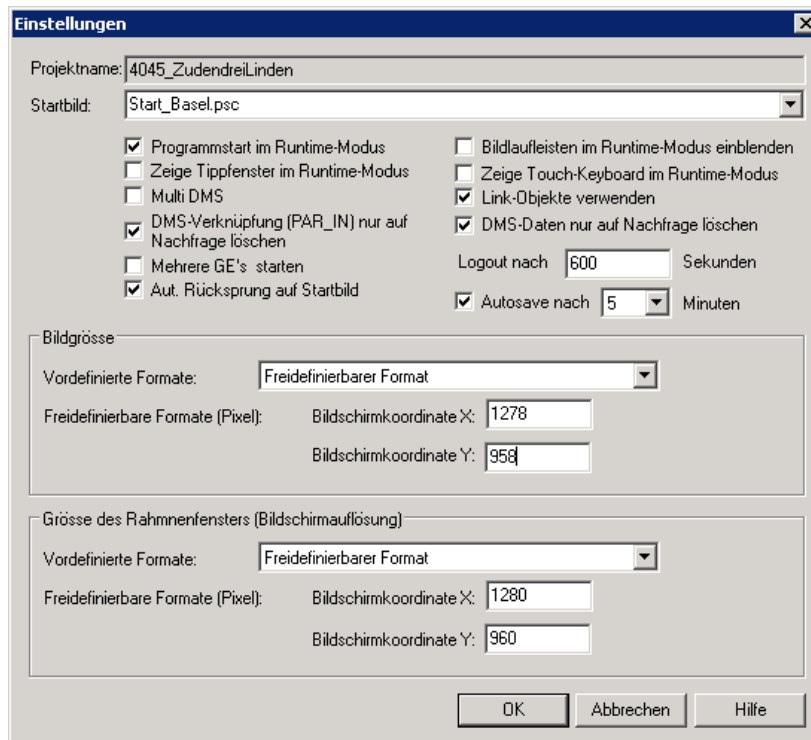 Einstellungen
Projektname: 4045_ZudendreiLinden
Startbild: Start_Basel.psc
Programmstart im Runtime-Modus
Zeige Tippfenster im Runtime-Modus
Multi DMS
DMS-Verknüpfung (PAR_IN) nur auf
Nachfrage löschen
Mehrere GE's starten
Aut. Rücksprung auf Startbild
Bildlaufleisten im Runtime-Modus einblenden
Zeige Touch-Keyboard im Runtime-Modus
Link-Objekte verwenden
DMS-Daten nur auf Nachfrage löschen
Logout nach 600 Sekunden
Autosave nach 5 Minuten
Bildgrösse
Vordefinierte Formate: Freidefinierbarer Format
Freidefinierbare Formate (Pixel): Bildschirmkoordinate X: 1278
Bildschirmkoordinate Y: 958
Grösse des Rahmnenfensters (Bildschirmauflösung)
Vordefinierte Formate: Freidefinierbarer Format
Freidefinierbare Formate (Pixel): Bildschirmkoordinate X: 1280
Bildschirmkoordinate Y: 960
OK Abbrechen Hilfe